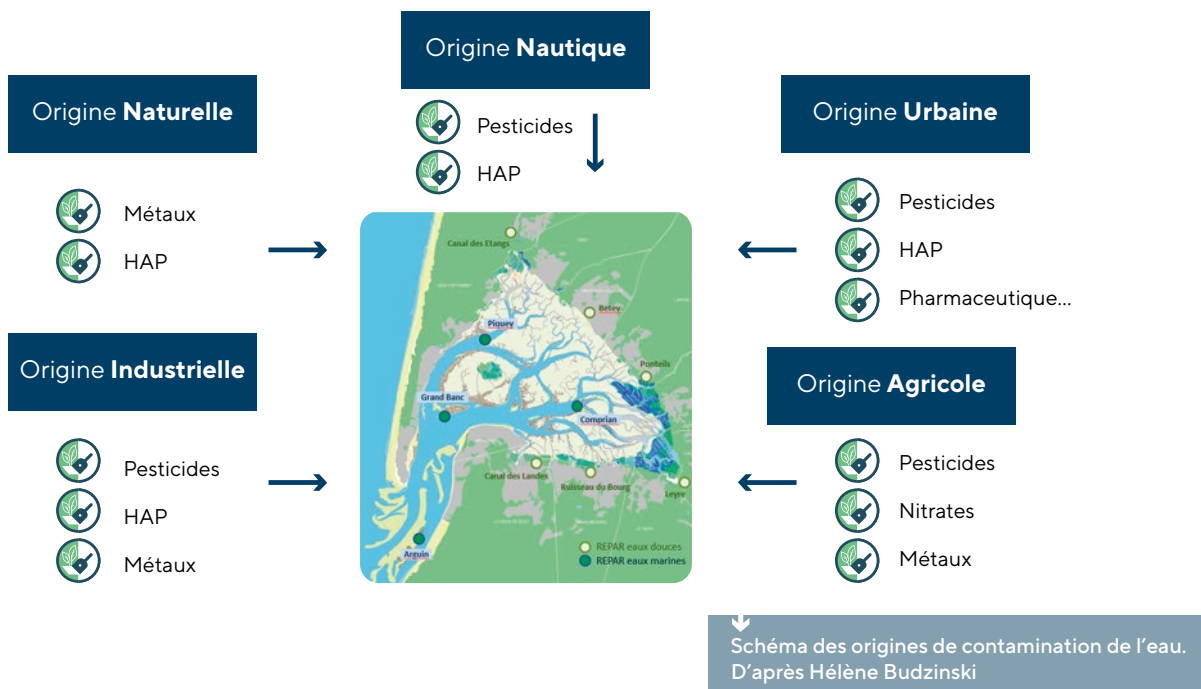 Origine Nautique
Pesticides
HAP
Origine Naturelle
Métaux
HAP
Origine Urbaine
Pesticides
HAP
Pharmaceutique...
Origine Industrielle
Pesticides
HAP
Métaux
Origine Agricole
Pesticides
Nitrates
Métaux
Canal des Etangs
Betey
Piquey
Ponteils
Grand Banc
Comprian
Canal des Landes
Ruisseau du Bourg
Leyre
Arguin
REPAR eaux douces
REPAR eaux marines
Schéma des origines de contamination de l'eau.
D'après Hélène Budzinski